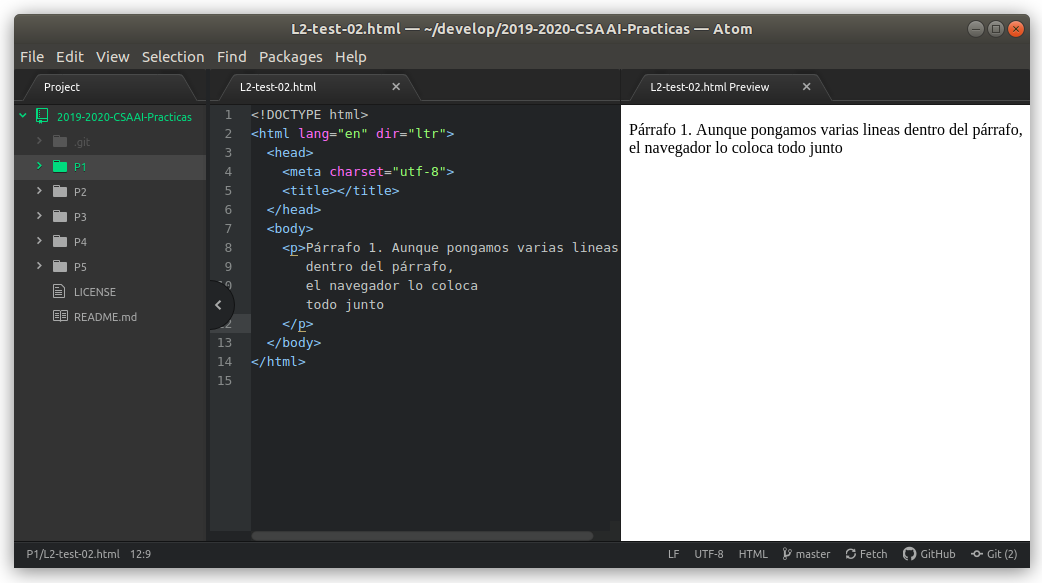 L2-test-02.html — ~/develop/2019-2020-CSAAI-Practicas — Atom
File Edit View Selection Find Packages Help
Project
2019-2020-CSAAI-Practicas
.git
P1
P2
P3
P4
P5
LICENSE
README.md
L2-test-02.html
1 <!DOCTYPE html>
2 <html lang="en" dir="ltr">
3 <head>
4 <meta charset="utf-8">
5 <title></title>
6 </head>
7 <body>
8 <p>Párrafo 1. Aunque pongamos varias lineas
9 dentro del párrafo,
10 el navegador lo coloca
todo junto
12 </p>
13 </body>
14 </html>
15
L2-test-02.html Preview
Párrafo 1. Aunque pongamos varias lineas dentro del párrafo,
el navegador lo coloca todo junto
P1/L2-test-02.html 12:9
LF UTF-8 HTML master Fetch GitHub Git (2)